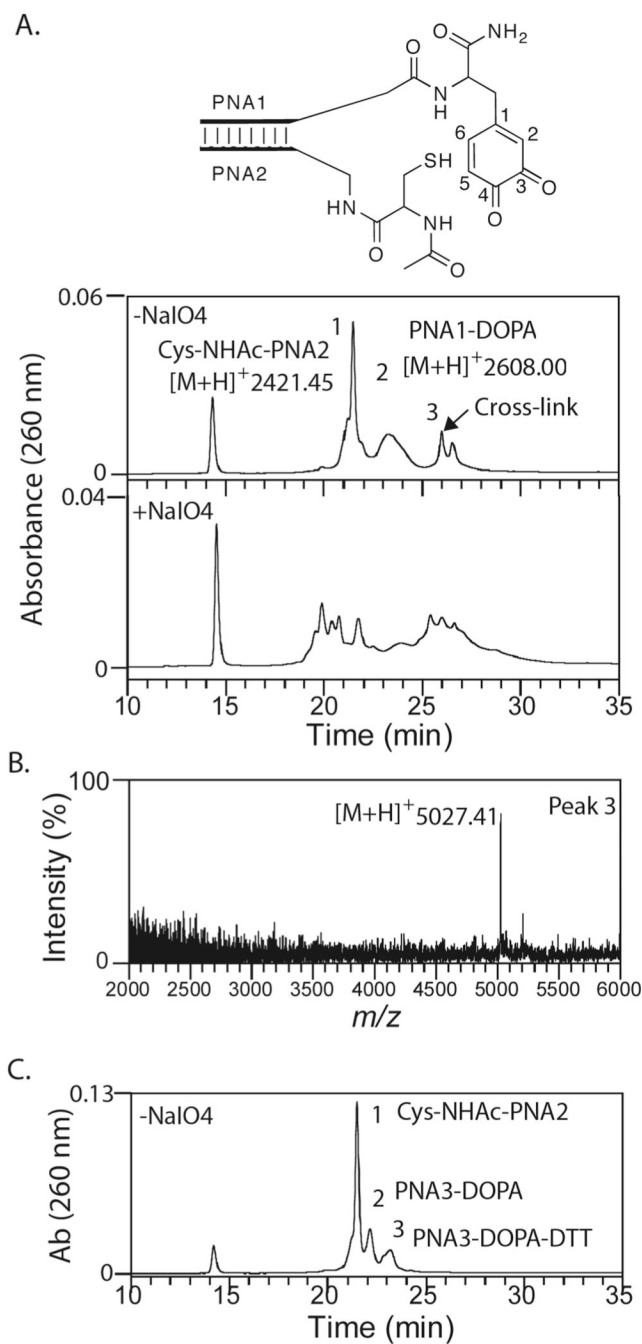 A.
O
NH2
O
N
H
PNA1
1
6
2
5
3
4
O
O
PNA2
SH
NH
O
N
H
O
0.06
-NaIO4
Cys-NHAc-PNA2
[M+H]+2421.45
1
2
PNA1-DOPA
[M+H]+2608.00
3
Cross-link
0
Absorbance (260 nm)
0.04
+NaIO4
0
10 15 20 25 30 35
Time (min)
B.
100
[M+H]+5027.41
Peak 3
Intensity (%)
0
2000 2500 3000 3500 4000 4500 5000 5500 6000
m/z
C.
0.13
-NaIO4
1 Cys-NHAc-PNA2
2 PNA3-DOPA
3 PNA3-DOPA-DTT
Ab (260 nm)
0
10 15 20 25 30 35
Time (min)